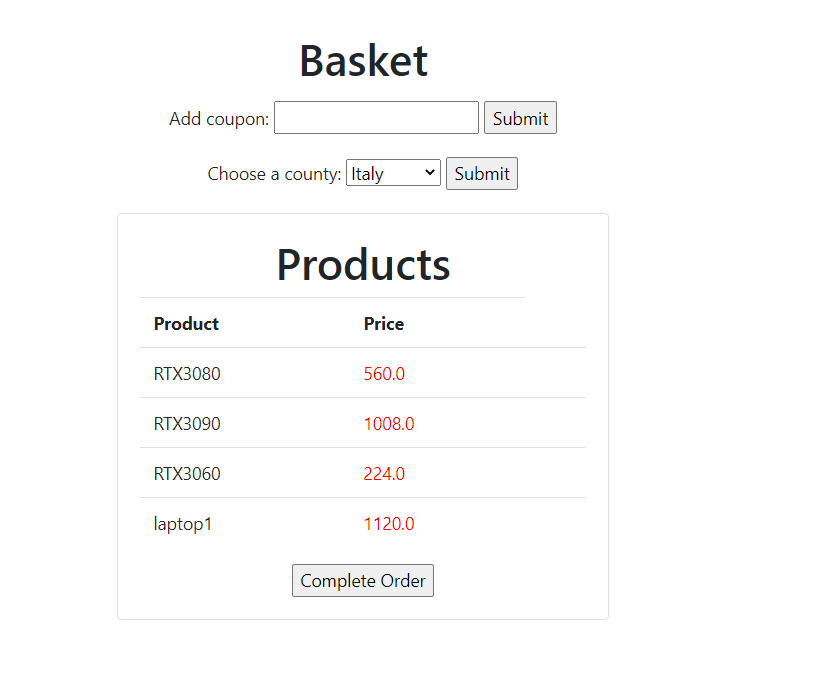 Basket
Add coupon: Submit
Choose a county: Italy Submit
Products
Product Price
RTX3080 560.0
RTX3090 1008.0
RTX3060 224.0
laptop1 1120.0
Complete Order